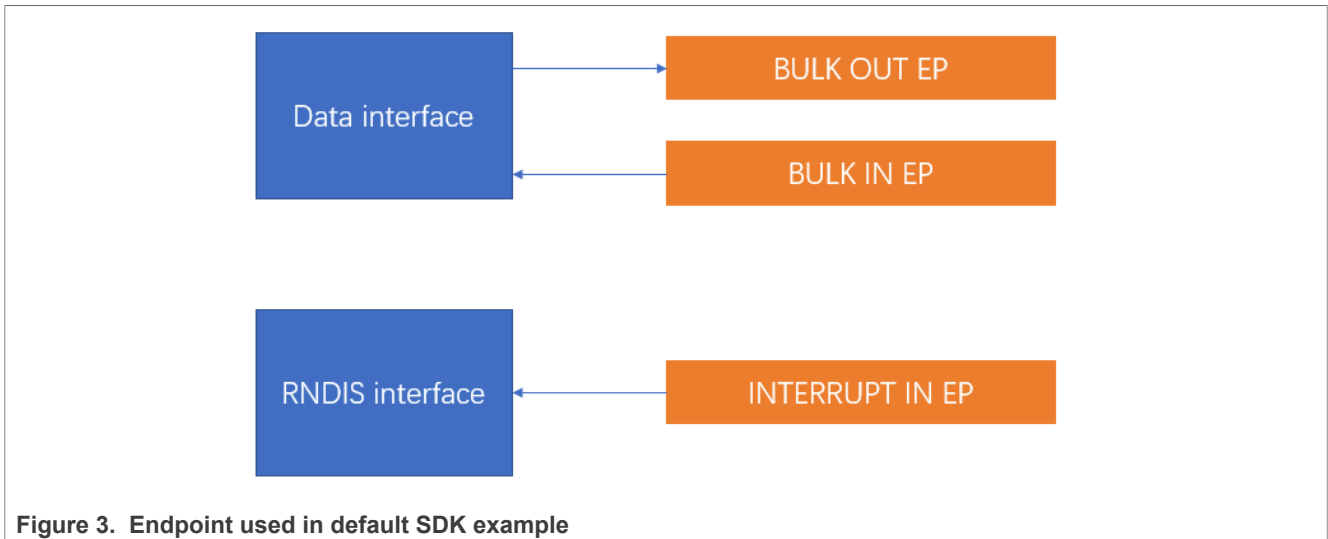 Data interface
BULK OUT EP
BULK IN EP
RNDIS interface
INTERRUPT IN EP
Figure 3. Endpoint used in default SDK example